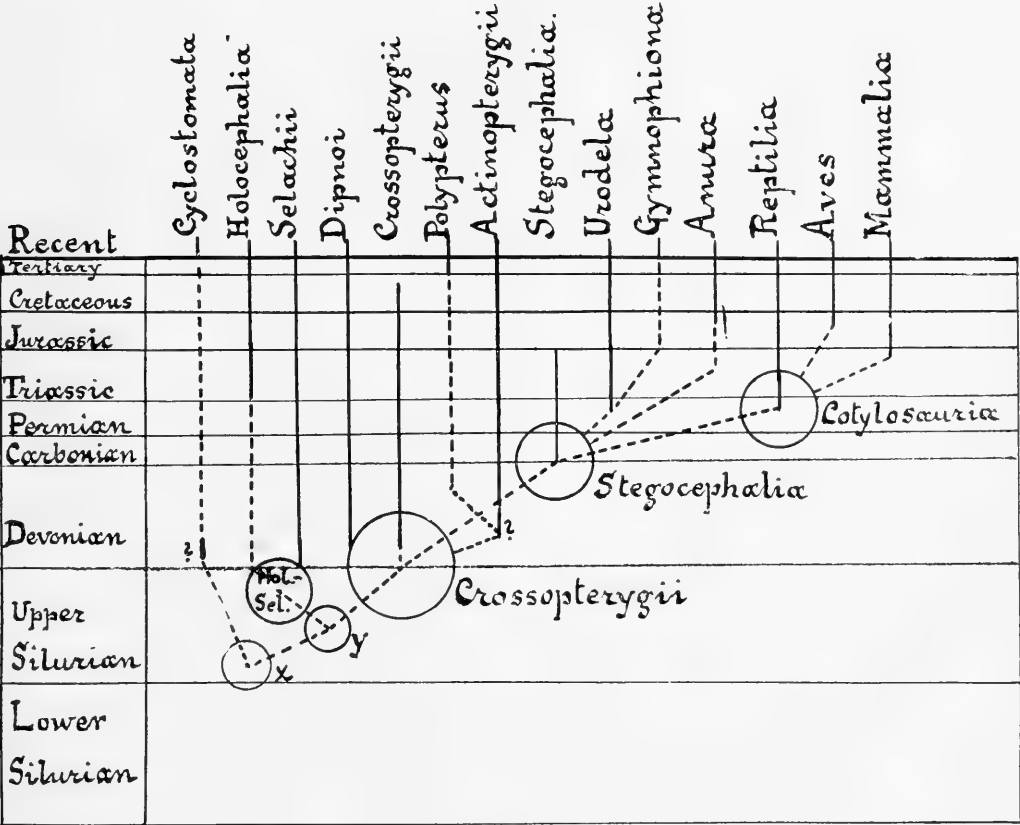 Cyclostomata
Holocephalia
Selachii
Dipnoi
Crossopterygii
Polypterus
Actinopterygii
Stegocephalia.
Urodela
Gymnophiona
Anura
Reptilia
Aves
Mammalia
Recent
Tertiary
Cretaceous
Jurassic
Triassic
Permian
Carbonian
Devonian
Upper
Silurian
Lower
Silurian
Cotylosauria
Stegocephalia
?
?
Hol.-
Sel.
Crossopterygii
y
x